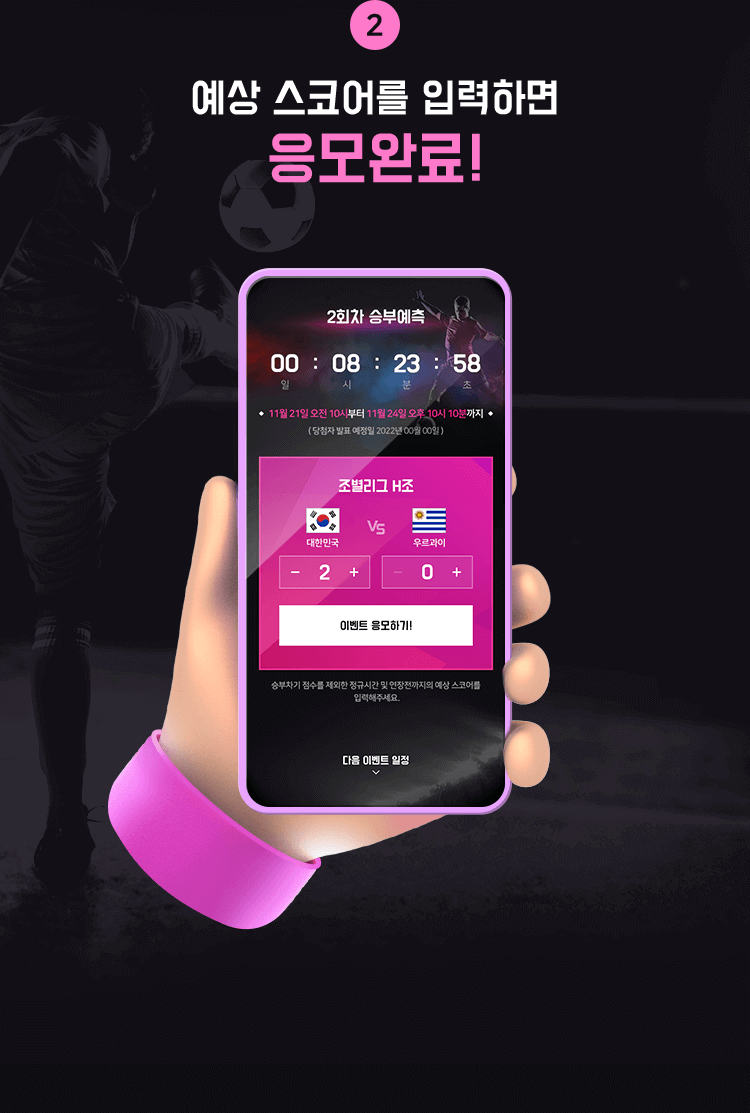 2
예상 스코어를 입력하면
응모완료!
2회차 승부예측
00 : 08 : 23 : 58
일 시 분 초
11월 21일 오전 10시부터 11월 24일 오후 10시 10분까지
( 당첨자 발표 예정일 2022년 00월 00일 )
조별리그 H조
VS
대한민국 우르과이
− 2 + − 0 +
이벤트 응모하기!
승부차기 점수를 제외한 정규시간 및 연장전까지의 예상 스코어를
입력해주세요.
다음 이벤트 일정